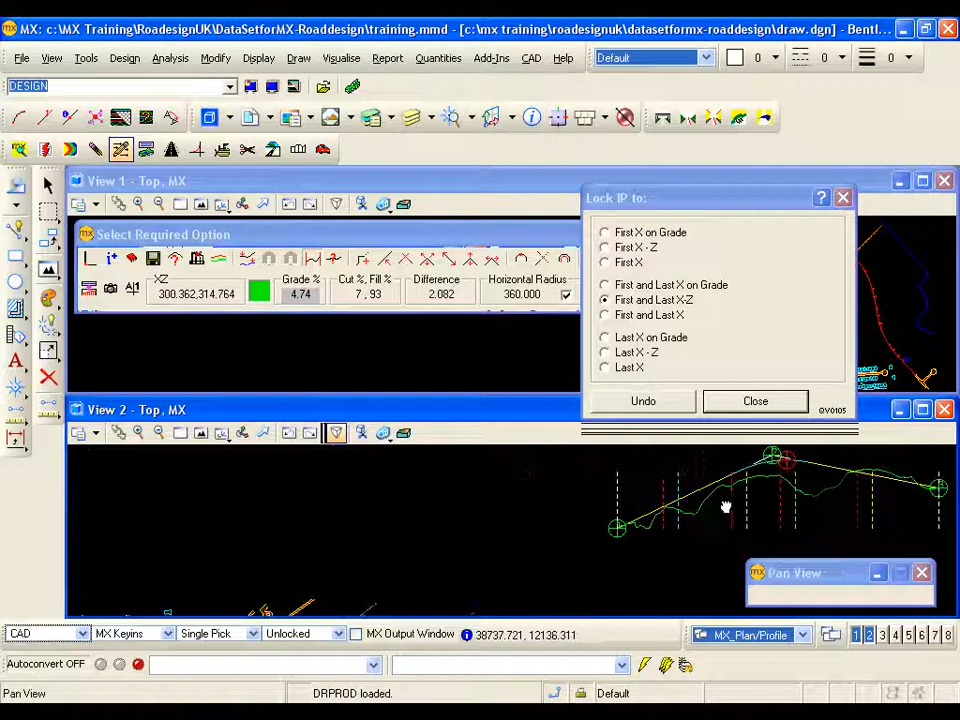 MX: c:\MX Training\RoadesignUK\DataSetforMX-Roaddesign\training.mmd - [c:\mx training\roadesignuk\datasetformx-roaddesign\draw.dgn] - Bentl...
File View Tools Design Analysis Modify Display Draw Visualise Report Quantities Add-Ins CAD Help
Default 0 0 0
DESIGN
View 1 - Top, MX
Lock IP to:
Select Required Option
First X on Grade
First X - Z
First X
First and Last X on Grade
First and Last X-Z
First and Last X
Last X on Grade
Last X - Z
Last X
XZ Grade % Cut %, Fill % Difference Horizontal Radius
300.362,314.764 4.74 7 , 93 2.082 360.000
Undo Close
QV0105
View 2 - Top, MX
Pan View
CAD MX Keyins Single Pick Unlocked MX Output Window 38737.721, 12136.311 MX_Plan/Profile 1 2 3 4 5 6 7 8
Autoconvert OFF
Pan View DRPROD loaded. Default